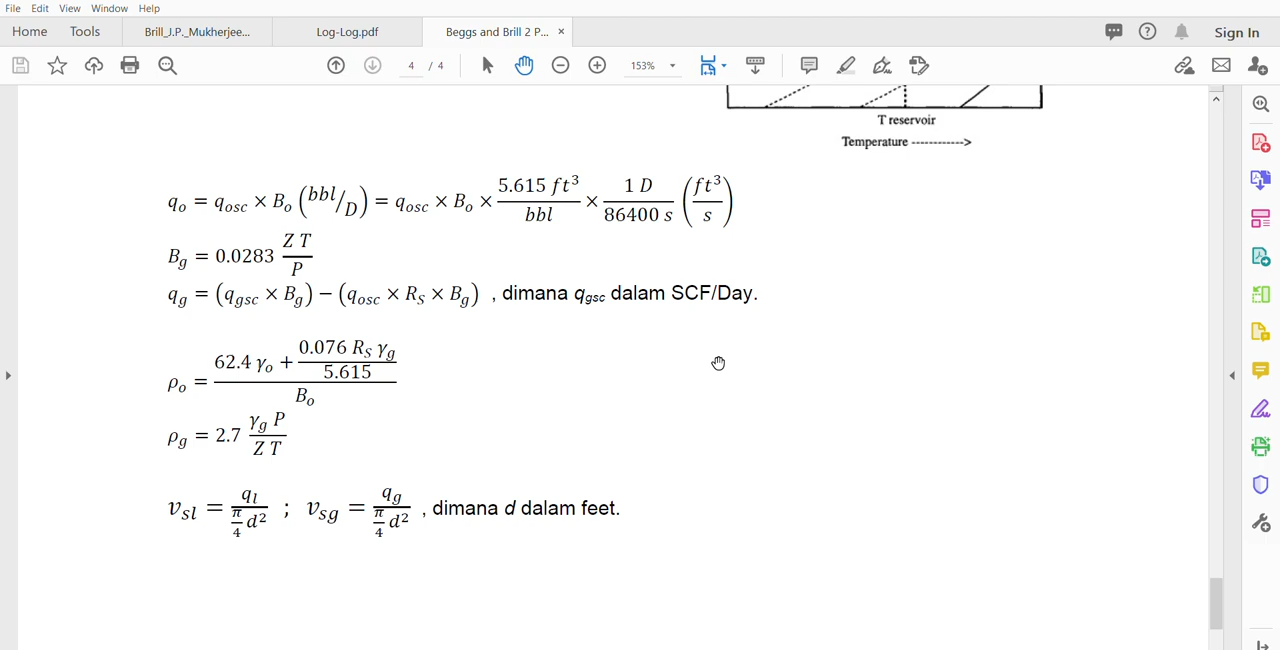 File Edit View Window Help
Home Tools Brill_J.P._Mukherjee... Log-Log.pdf Beggs and Brill 2 P... × Sign In
4 / 4 153%
T reservoir
Temperature ------------>
q_o = q_osc × B_o (bbl/D) = q_osc × B_o × 5.615 ft³/bbl × 1 D/86400 s (ft³/s)
B_g = 0.0283 Z T/P
q_g = (q_gsc × B_g) − (q_osc × R_S × B_g) , dimana q_gsc dalam SCF/Day.
ρ_o = (62.4 γ_o + 0.076 R_S γ_g/5.615)/B_o
ρ_g = 2.7 γ_g P/Z T
v_sl = q_l/(π/4 d²) ; v_sg = q_g/(π/4 d²) , dimana d dalam feet.